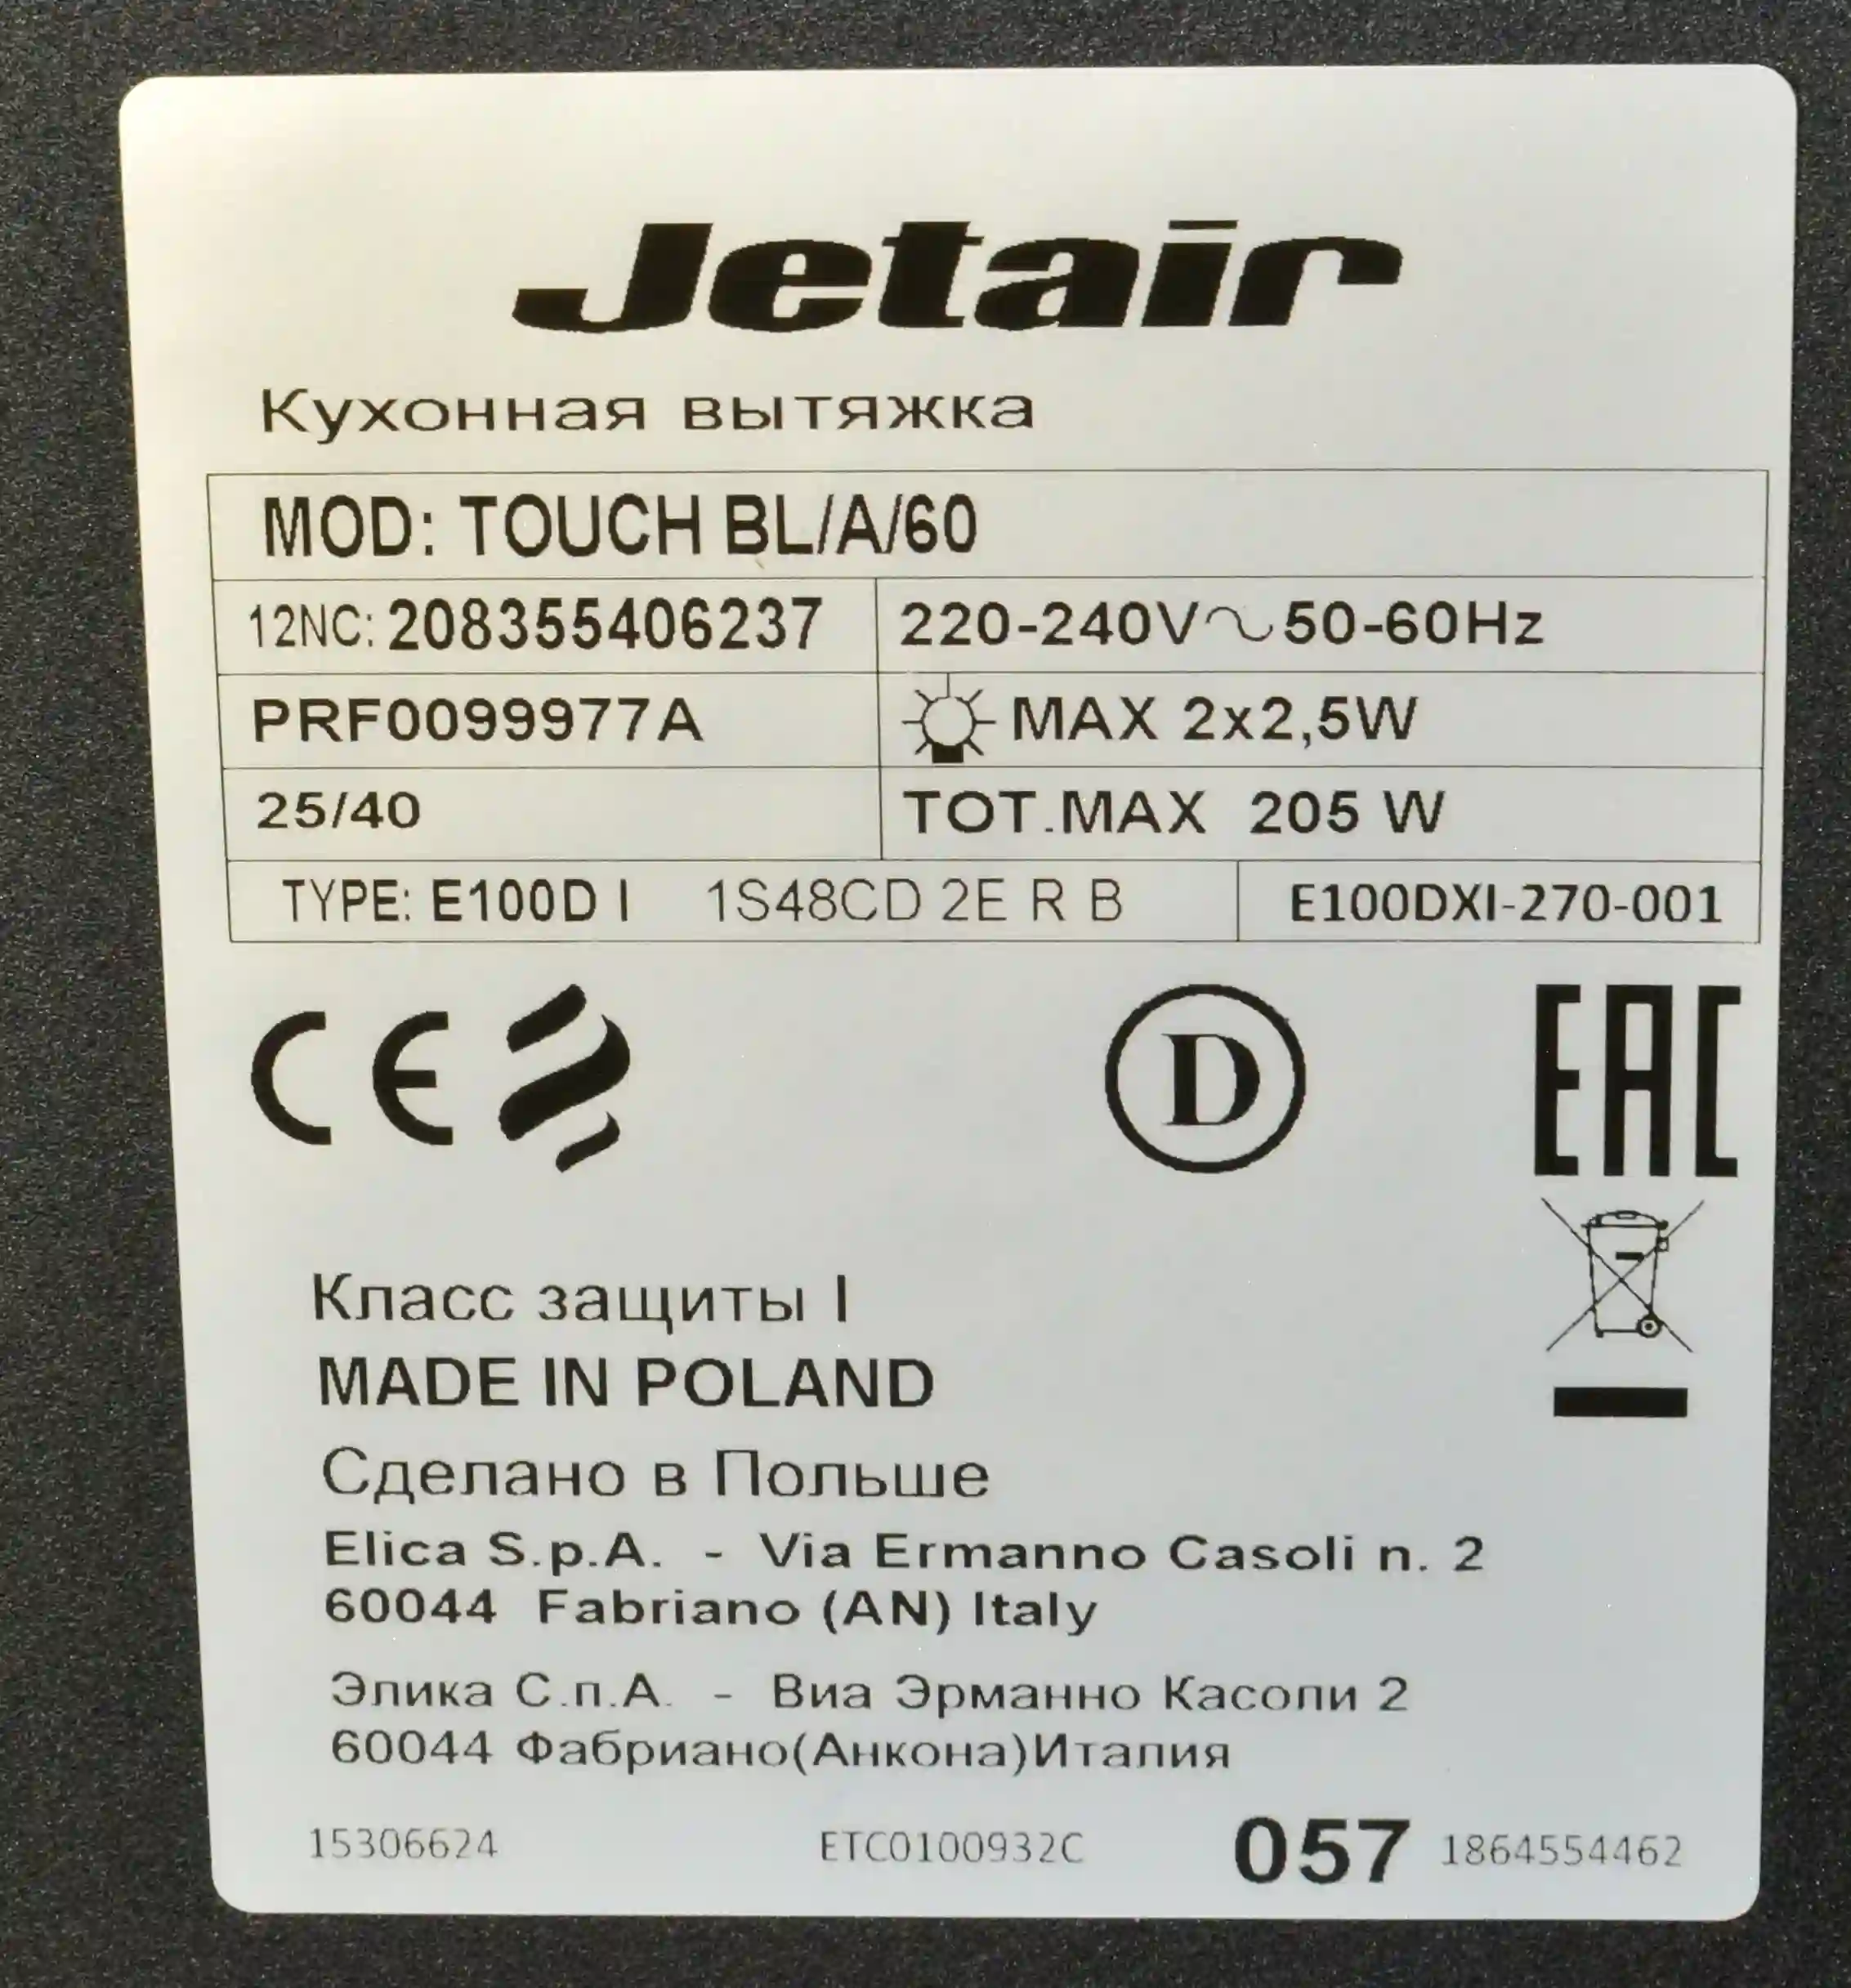 Jetair
Кухонная вытяжка
MOD: TOUCH BL/A/60
12NC: 208355406237 220-240V~50-60Hz
PRF0099977A MAX 2x2,5W
25/40 TOT.MAX 205 W
TYPE: E100D I 1S48CD 2E R B E100DXI-270-001
CE D EAC
Класс защиты I
MADE IN POLAND
Сделано в Польше
Elica S.p.A. - Via Ermanno Casoli n. 2
60044 Fabriano (AN) Italy
Элика С.п.А. - Виа Эрманно Касоли 2
60044 Фабриано(Анкона)Италия
15306624 ETC0100932C 057 1864554462